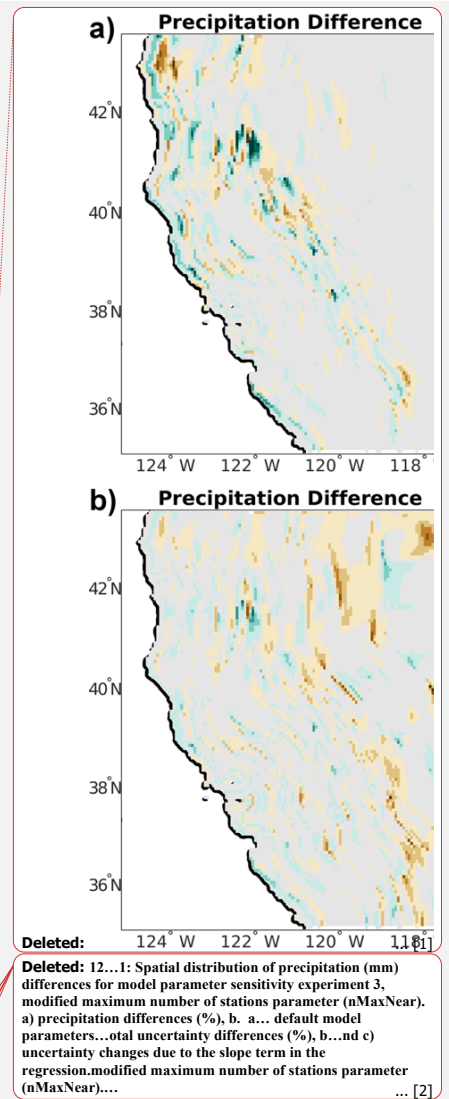 a)
Precipitation Difference
42°N
40°N
38°N
36°N
124° W 122° W 120° W 118°
b)
Precipitation Difference
42°N
40°N
38°N
36°N
124° W 122° W 120° W 118°
Deleted: ... [1]
Deleted: 12...1: Spatial distribution of precipitation (mm)
differences for model parameter sensitivity experiment 3,
modified maximum number of stations parameter (nMaxNear).
a) precipitation differences (%), b. a... default model
parameters...otal uncertainty differences (%), b...nd c)
uncertainty changes due to the slope term in the
regression.modified maximum number of stations parameter
(nMaxNear)....
... [2]